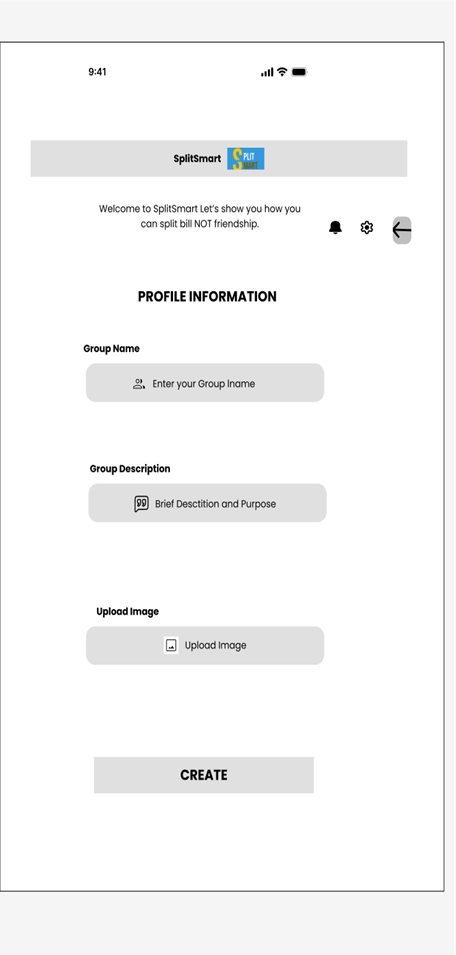 9:41
SplitSmart
SPLIT
MART
Welcome to SplitSmart Let's show you how you
can split bill NOT friendship.
PROFILE INFORMATION
Group Name
Enter your Group Iname
Group Description
Brief Desctition and Purpose
Upload Image
Upload Image
CREATE